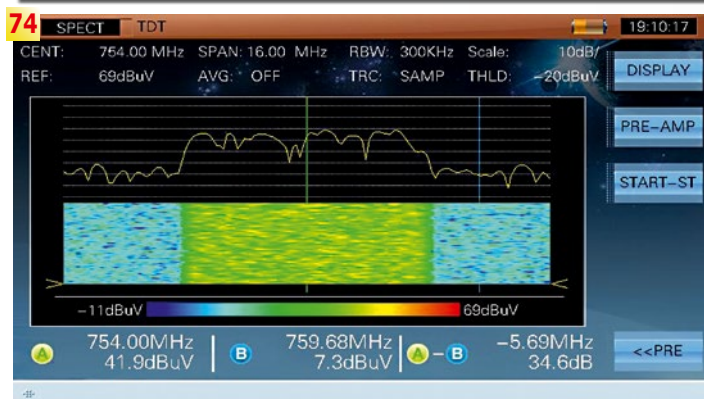 74 SPECT TDT 19:10:17
CENT: 754.00 MHz SPAN: 16.00 MHz RBW: 300KHz Scale: 10dB/
REF: 69dBuV AVG: OFF TRC: SAMP THLD: -20dBuV
DISPLAY
PRE-AMP
START-ST
-11dBuV 69dBuV
A 754.00MHz B 759.68MHz A-B -5.69MHz
41.9dBuV 7.3dBuV 34.6dB
<<PRE